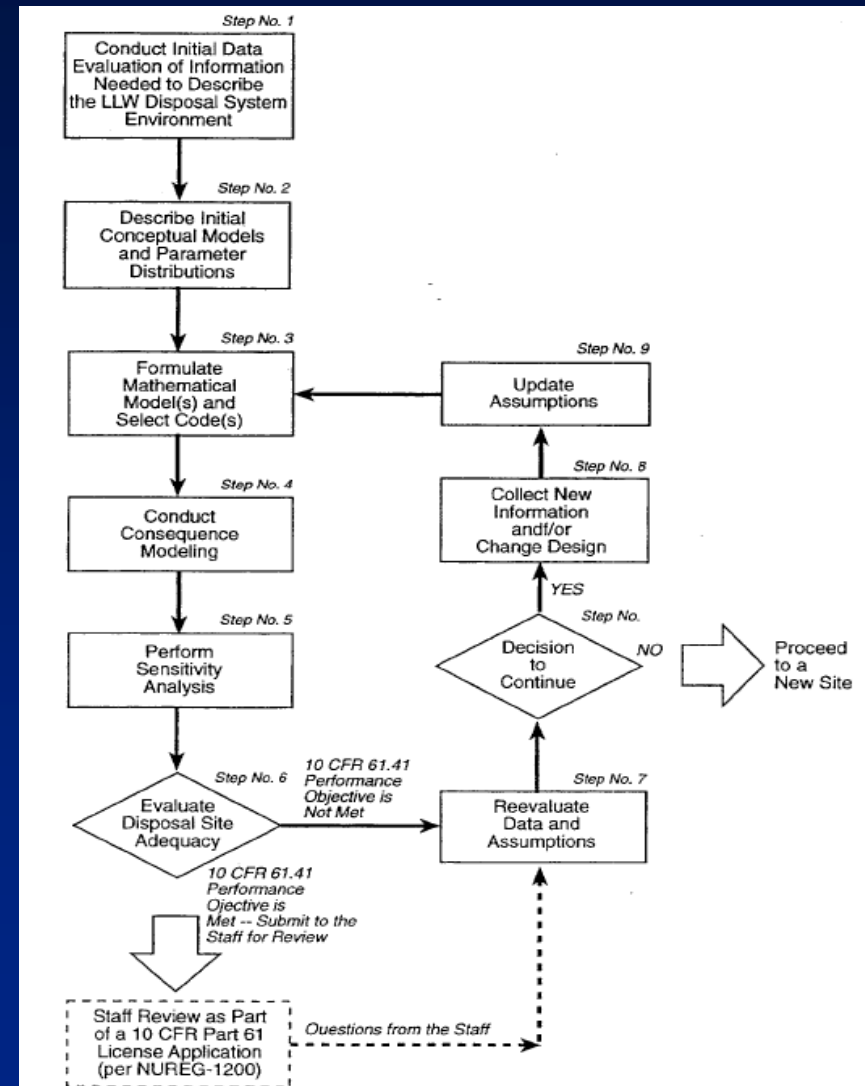 Step No. 1
Conduct Initial Data
Evaluation of Information
Needed to Describe
the LLW Disposal System
Environment
Step No. 2
Describe Initial
Conceptual Models
and Parameter
Distributions
Step No. 3
Formulate
Mathematical
Model(s) and
Select Code(s)
Step No. 4
Conduct
Consequence
Modeling
Step No. 5
Perform
Sensitivity
Analysis
Step No. 6
Evaluate
Disposal Site
Adequacy
10 CFR 61.41
Performance
Objective is
Not Met
10 CFR 61.41
Performance
Ojective is
Met -- Submit to the
Staff for Review
Staff Review as Part
of a 10 CFR Part 61
License Application
(per NUREG-1200)
Ouestions from the Staff
Step No. 7
Reevaluate
Data and
Assumptions
Step No.
Decision
to
Continue
NO
Proceed
to a
New Site
YES
Step No. 8
Collect New
Information
andf/or
Change Design
Step No. 9
Update
Assumptions